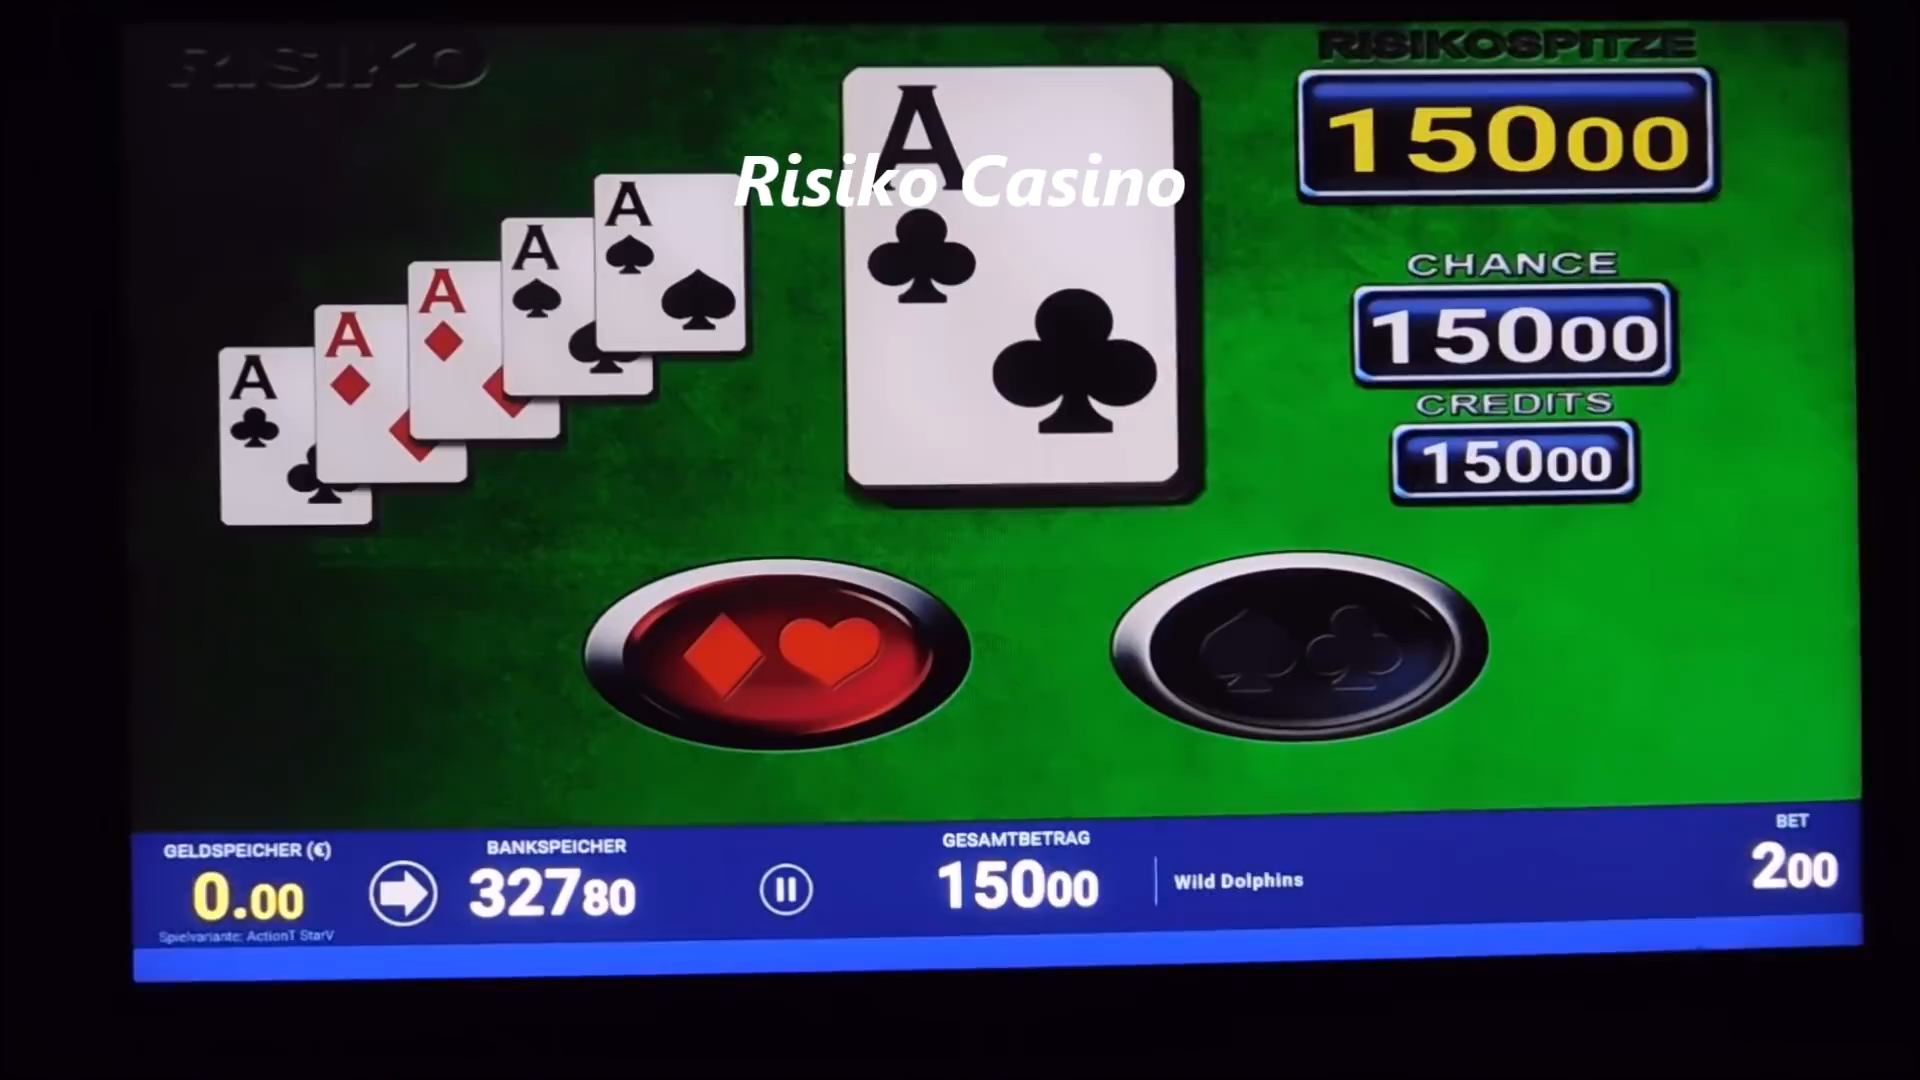 RISIKO
RISIKOSPITZE
15000
A
Risiko Casino
CHANCE
15000
CREDITS
15000
A
A
A
A
A
GELDSPEICHER (€)
0.00
Spielvariante: ActionT StarV
BANKSPEICHER
32780
GESAMTBETRAG
15000
Wild Dolphins
BET
200